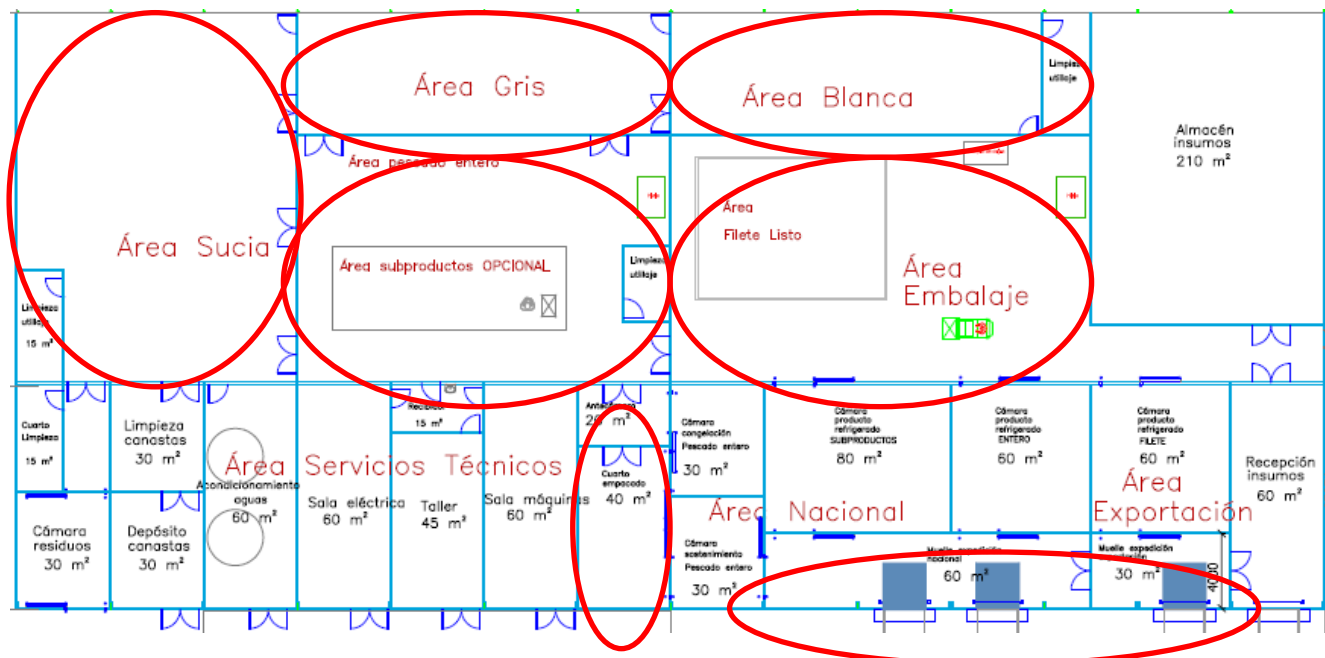 Área Gris
Área Blanca
Limpieza
utillaje
Almacén
insumos
210 m²
Área pescado entero
Área Sucia
Área subproductos OPCIONAL
Limpieza
utillaje
Área
Filete Listo
Área
Embalaje
Limpieza
utillaje
15 m²
Cuarto
Limpieza
15 m²
Limpieza
canastas
30 m²
Recibidor
15 m²
Antecámara
20 m²
Cámara
congelación
Pescado entero
30 m²
Cámara
producto
refrigerado
SUBPRODUCTOS
80 m²
Cámara
producto
refrigerado
ENTERO
60 m²
Cámara
producto
refrigerado
FILETE
60 m²
Recepción
insumos
60 m²
Área Servicios Técnicos
Acondicionamiento
aguas
60 m²
Sala eléctrica
60 m²
Taller
45 m²
Sala máquinas
60 m²
Cuarto
empacado
40 m²
Área Nacional
Área
Exportación
Cámara
residuos
30 m²
Depósito
canastas
30 m²
Cámara
sostenimiento
Pescado entero
30 m²
Muelle expedición
nacional
60 m²
Muelle expedición
exportación
30 m²
4000